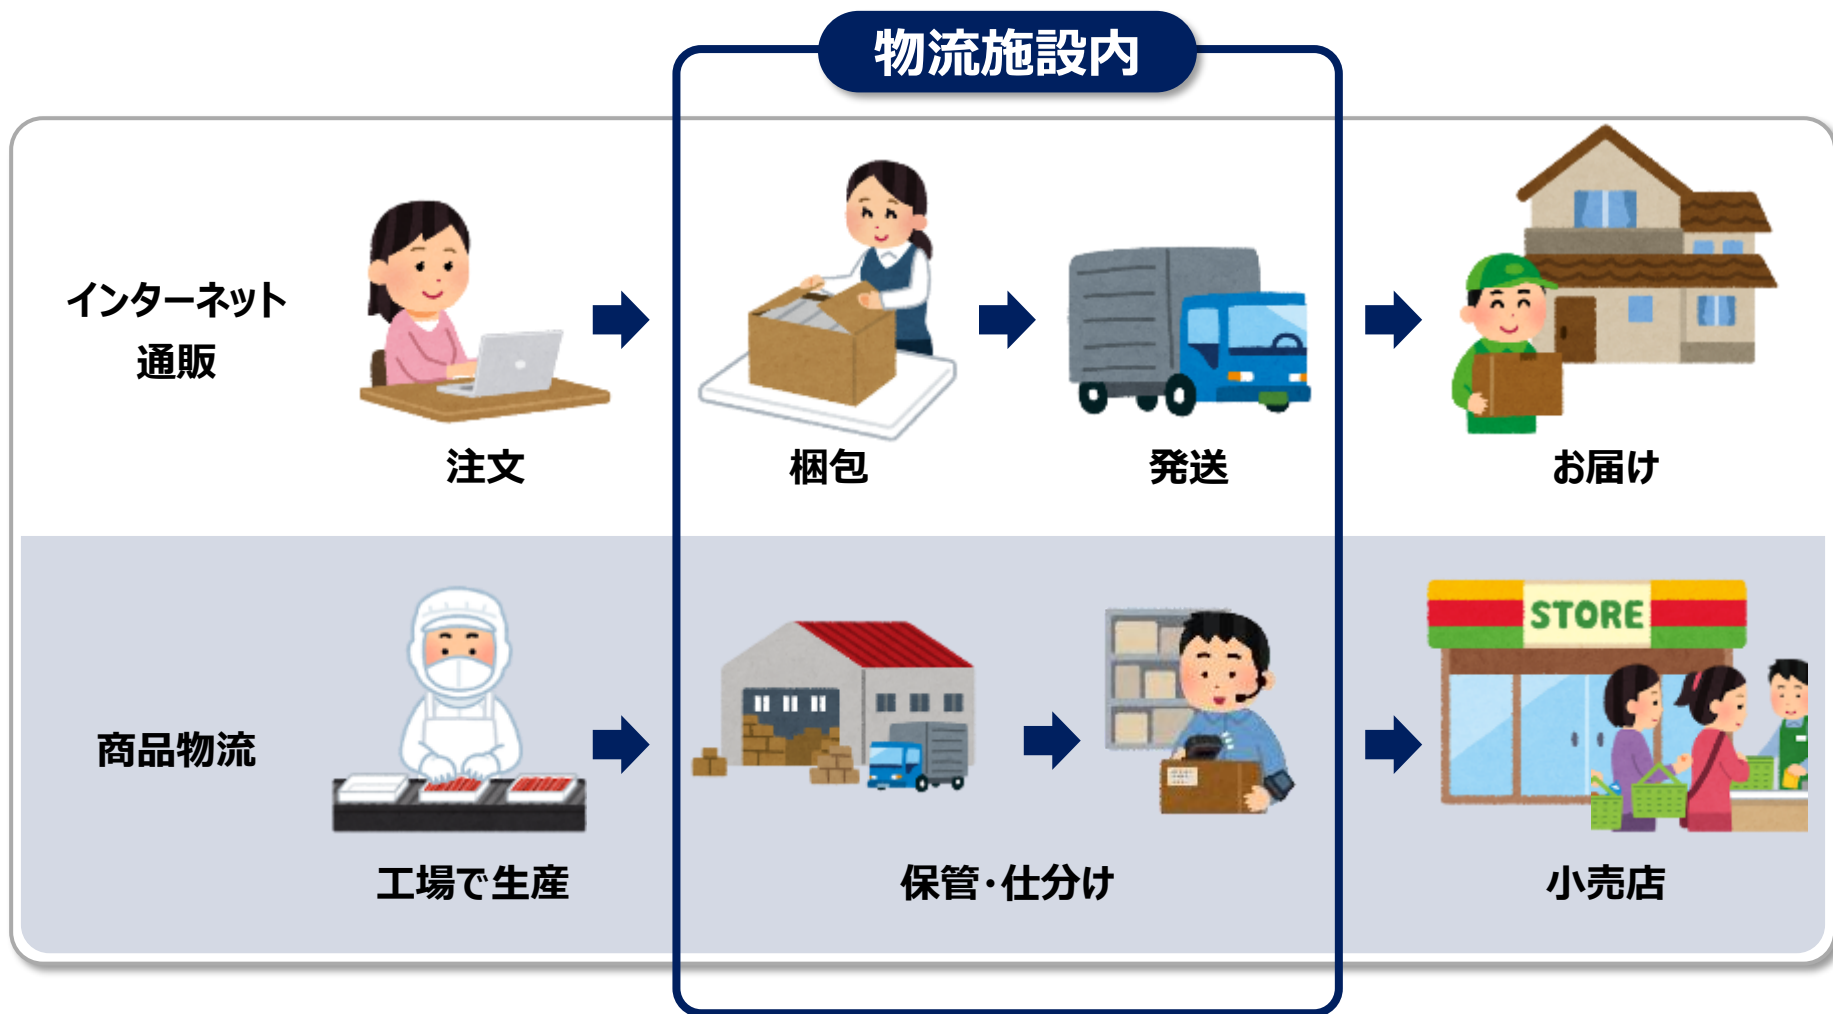 物流施設内
インターネット
通販
注文
梱包
発送
お届け
STORE
商品物流
工場で生産
保管・仕分け
小売店